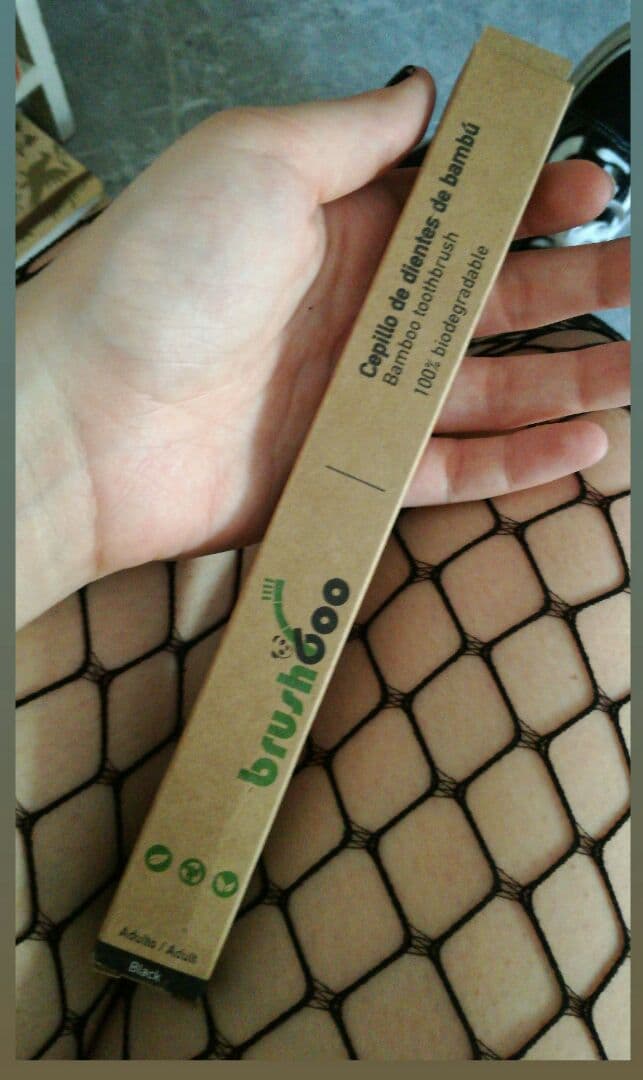 Cepillo de dientes de bambú
Bamboo toothbrush
100% biodegradable
brushboo
Adulto / Adult
Black